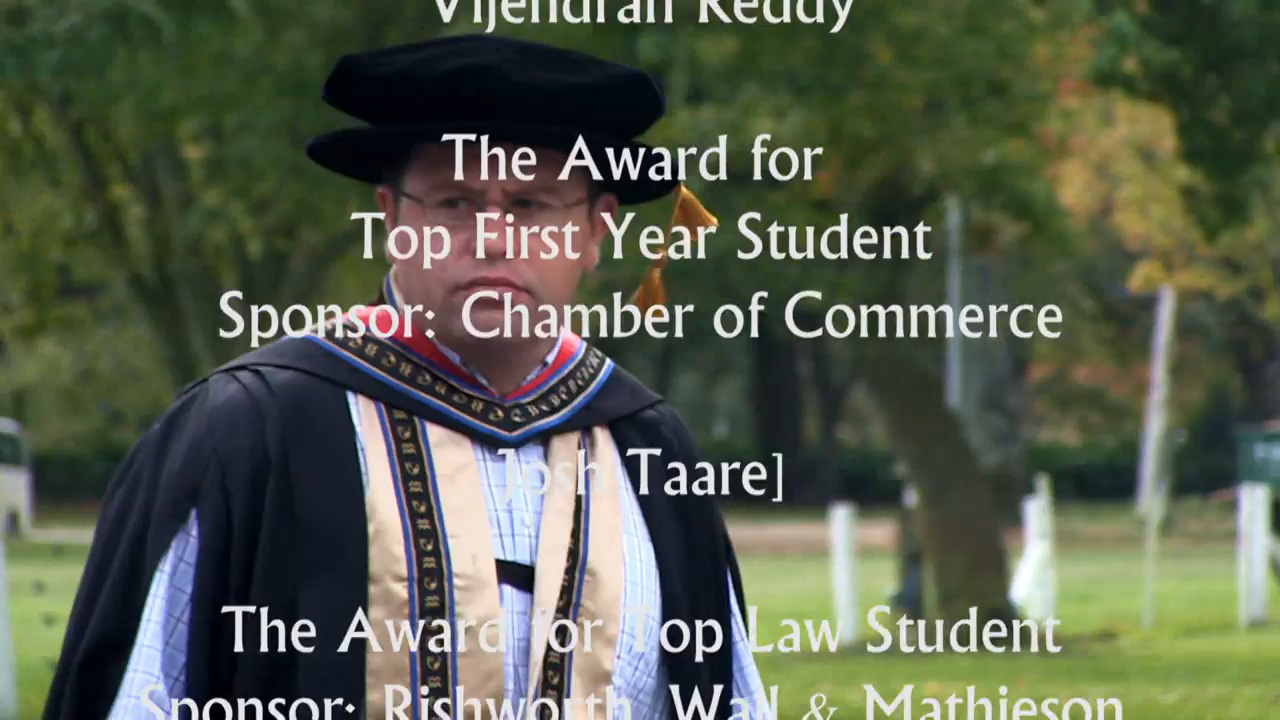 Vijendran Reddy
The Award for
Top First Year Student
Sponsor: Chamber of Commerce
Josh Taare]
The Award for Top Law Student
Sponsor: Rishworth, Wall & Mathieson